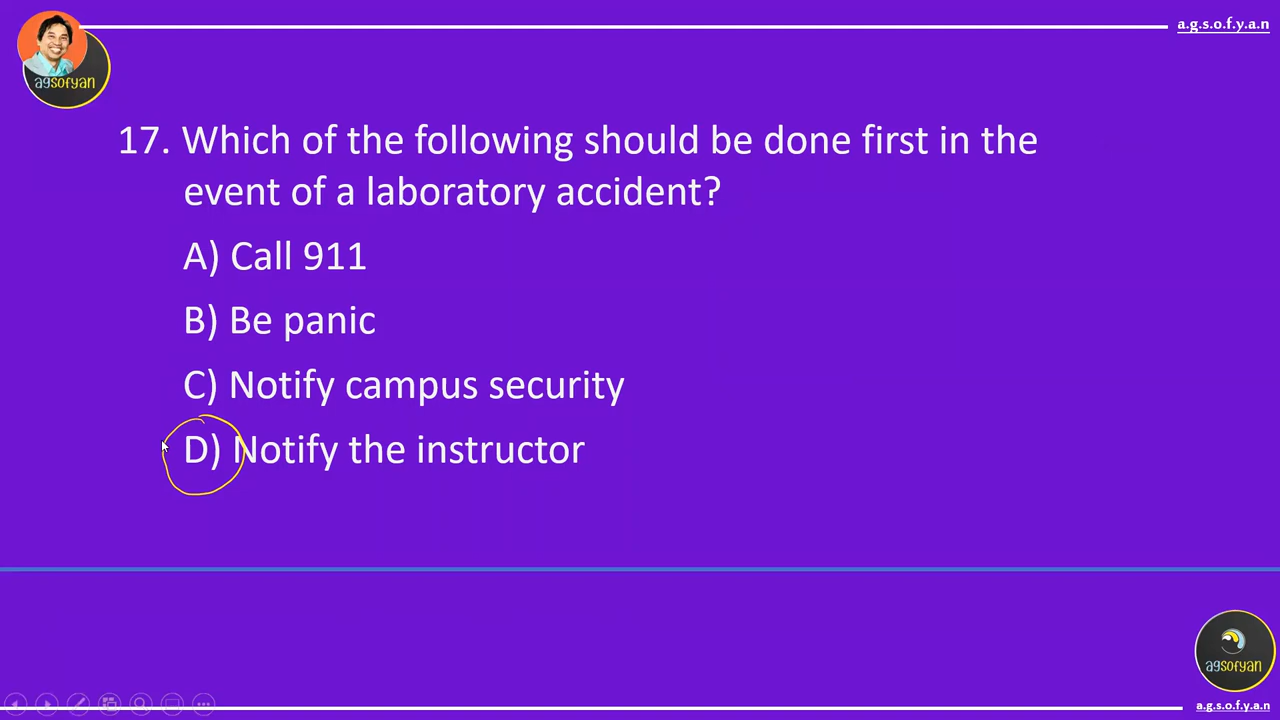 a.g.s.o.f.y.a.n
agsofyan
17. Which of the following should be done first in the
event of a laboratory accident?
A) Call 911
B) Be panic
C) Notify campus security
D) Notify the instructor
agsofyan
a.g.s.o.f.y.a.n